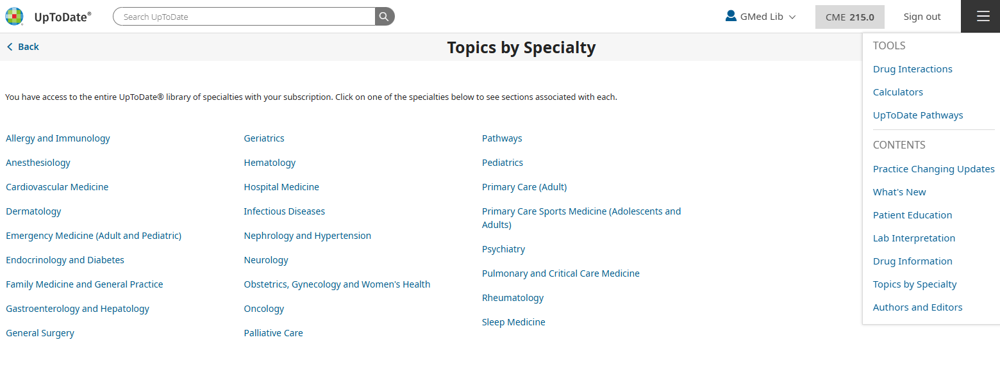 UpToDate®
Search UpToDate
GMed Lib
CME 215.0
Sign out
Back
Topics by Specialty
You have access to the entire UpToDate® library of specialties with your subscription. Click on one of the specialties below to see sections associated with each.
Allergy and Immunology
Anesthesiology
Cardiovascular Medicine
Dermatology
Emergency Medicine (Adult and Pediatric)
Endocrinology and Diabetes
Family Medicine and General Practice
Gastroenterology and Hepatology
General Surgery
Geriatrics
Hematology
Hospital Medicine
Infectious Diseases
Nephrology and Hypertension
Neurology
Obstetrics, Gynecology and Women's Health
Oncology
Palliative Care
Pathways
Pediatrics
Primary Care (Adult)
Primary Care Sports Medicine (Adolescents and
Adults)
Psychiatry
Pulmonary and Critical Care Medicine
Rheumatology
Sleep Medicine
TOOLS
Drug Interactions
Calculators
UpToDate Pathways
CONTENTS
Practice Changing Updates
What's New
Patient Education
Lab Interpretation
Drug Information
Topics by Specialty
Authors and Editors